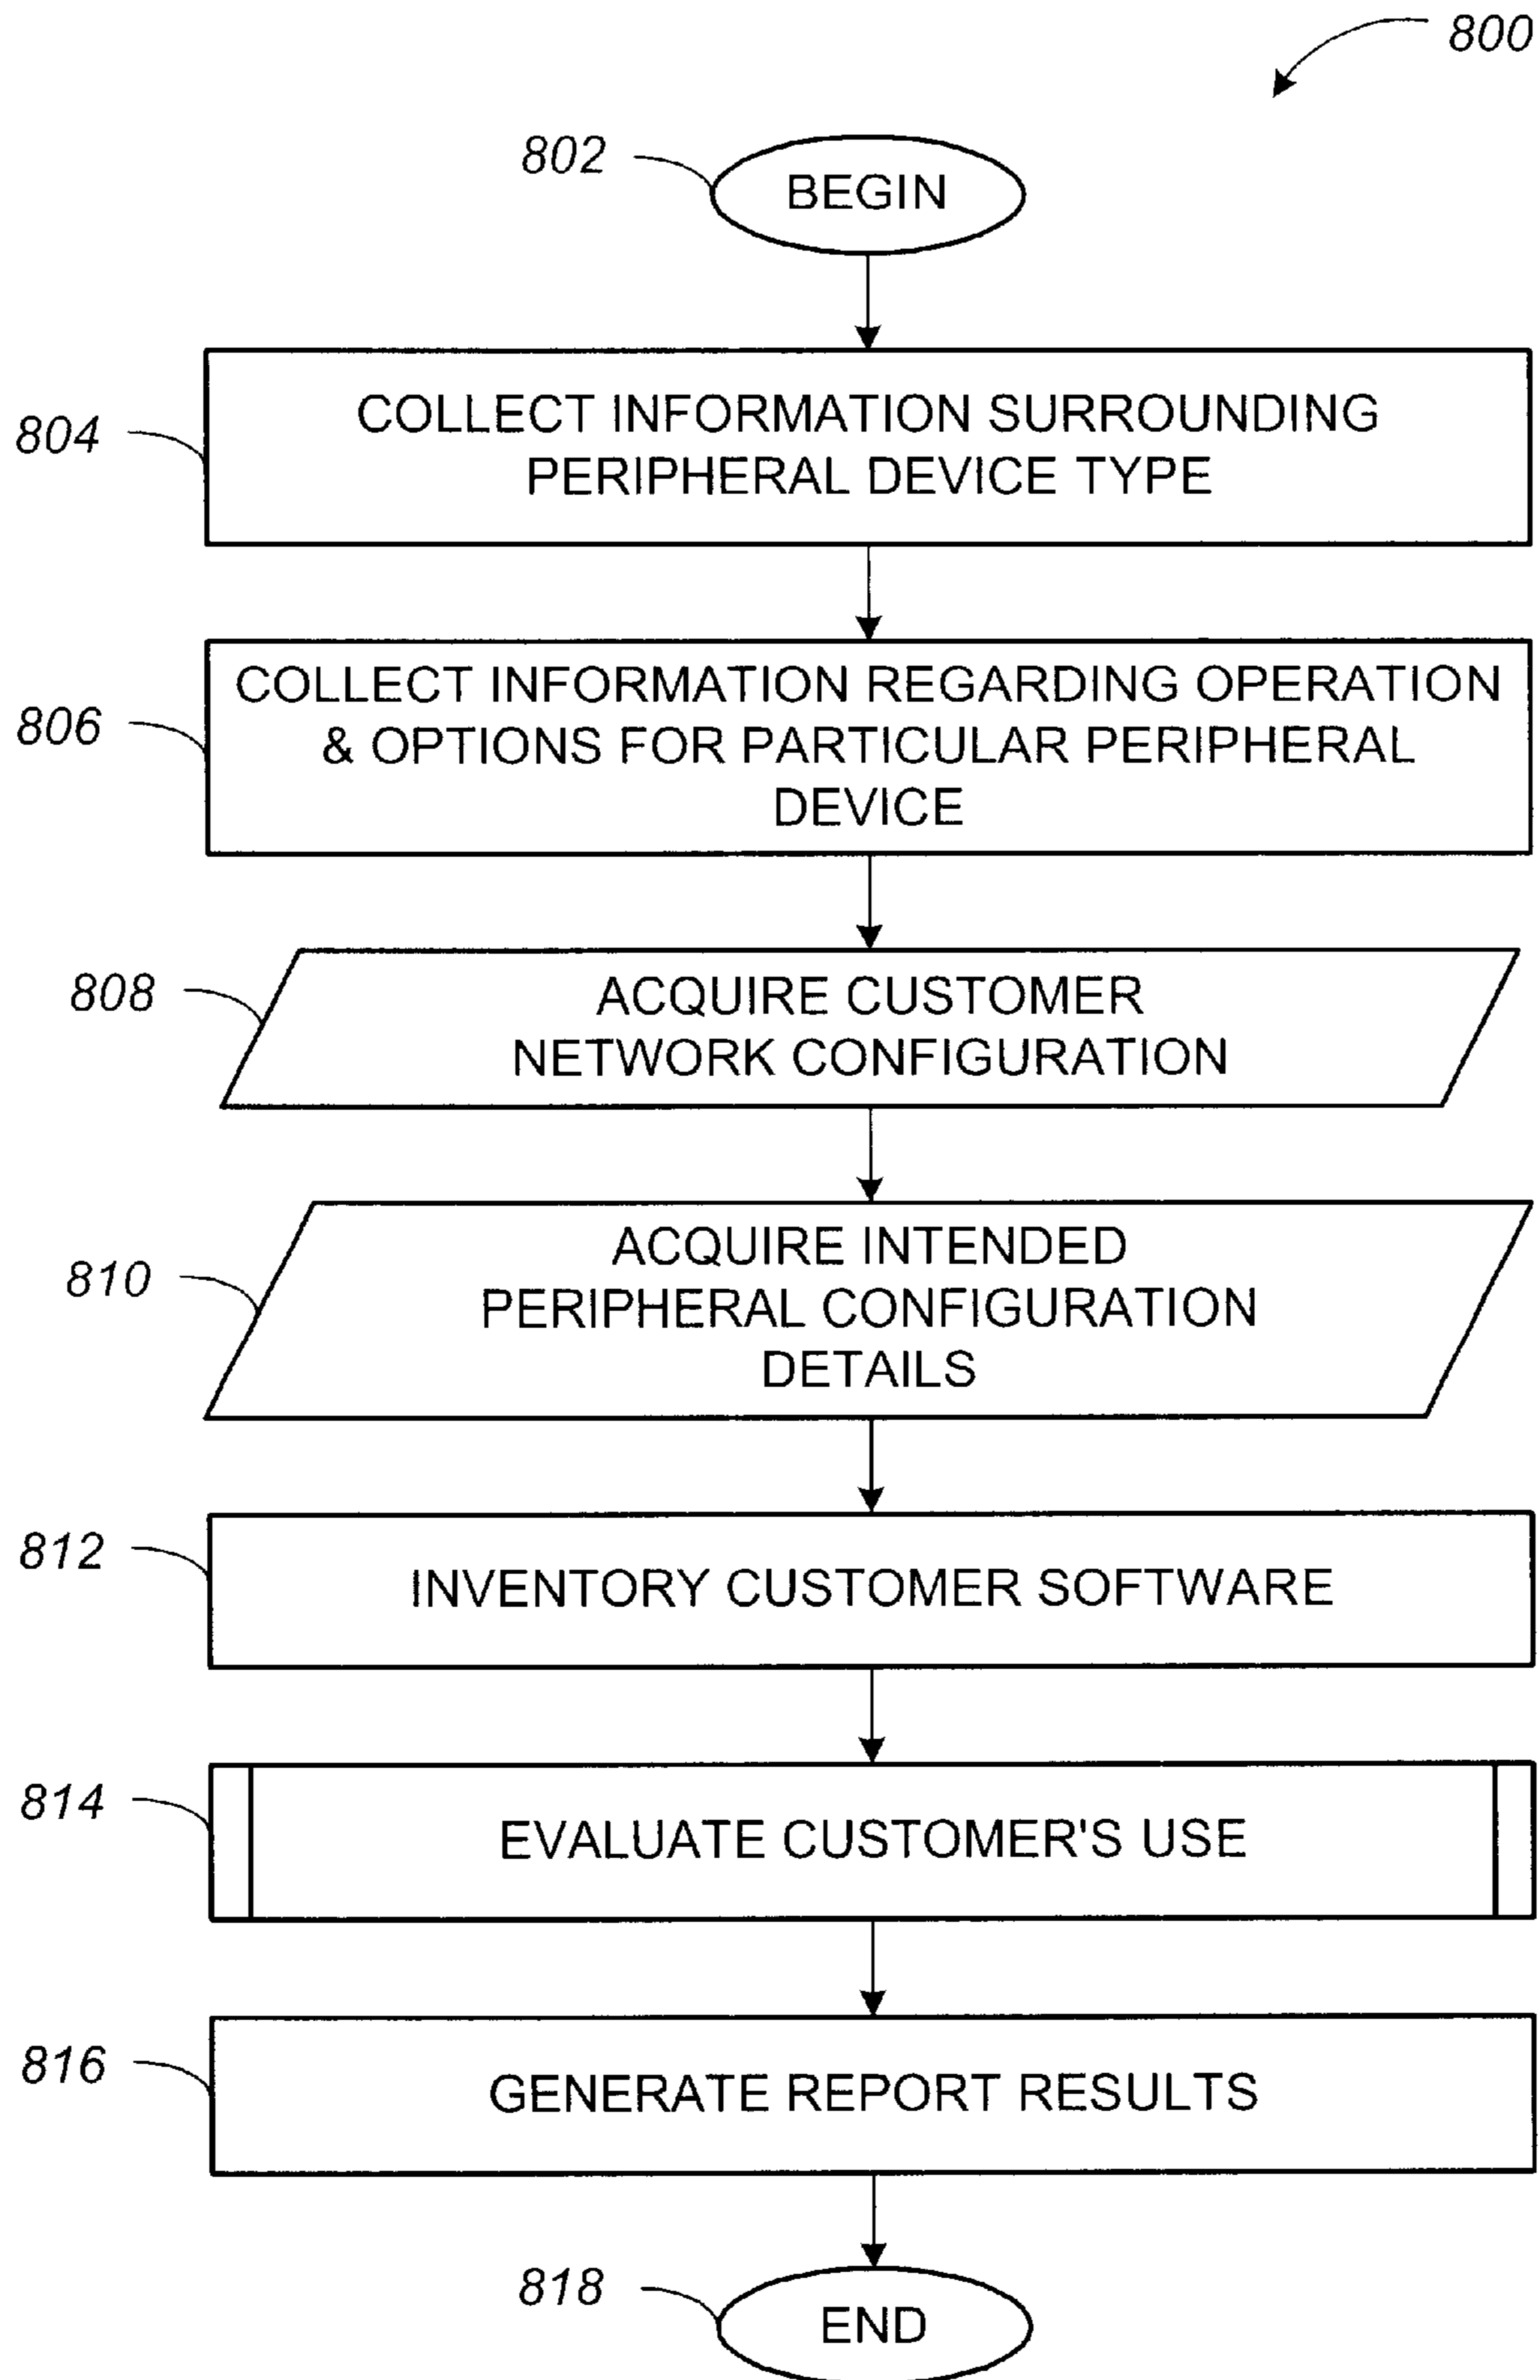 800
802
BEGIN
804
COLLECT INFORMATION SURROUNDING
PERIPHERAL DEVICE TYPE
806
COLLECT INFORMATION REGARDING OPERATION
& OPTIONS FOR PARTICULAR PERIPHERAL
DEVICE
808
ACQUIRE CUSTOMER
NETWORK CONFIGURATION
810
ACQUIRE INTENDED
PERIPHERAL CONFIGURATION
DETAILS
812
INVENTORY CUSTOMER SOFTWARE
814
EVALUATE CUSTOMER'S USE
816
GENERATE REPORT RESULTS
818
END